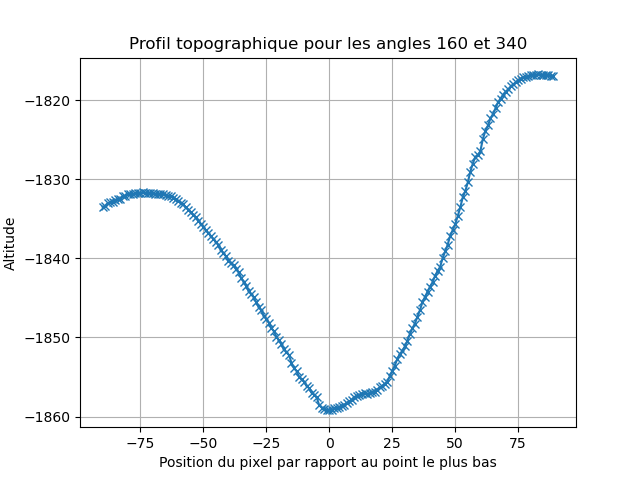 Profil topographique pour les angles 160 et 340
−1820
−1830
−1840
−1850
−1860
Altitude
−75 −50 −25 0 25 50 75
Position du pixel par rapport au point le plus bas